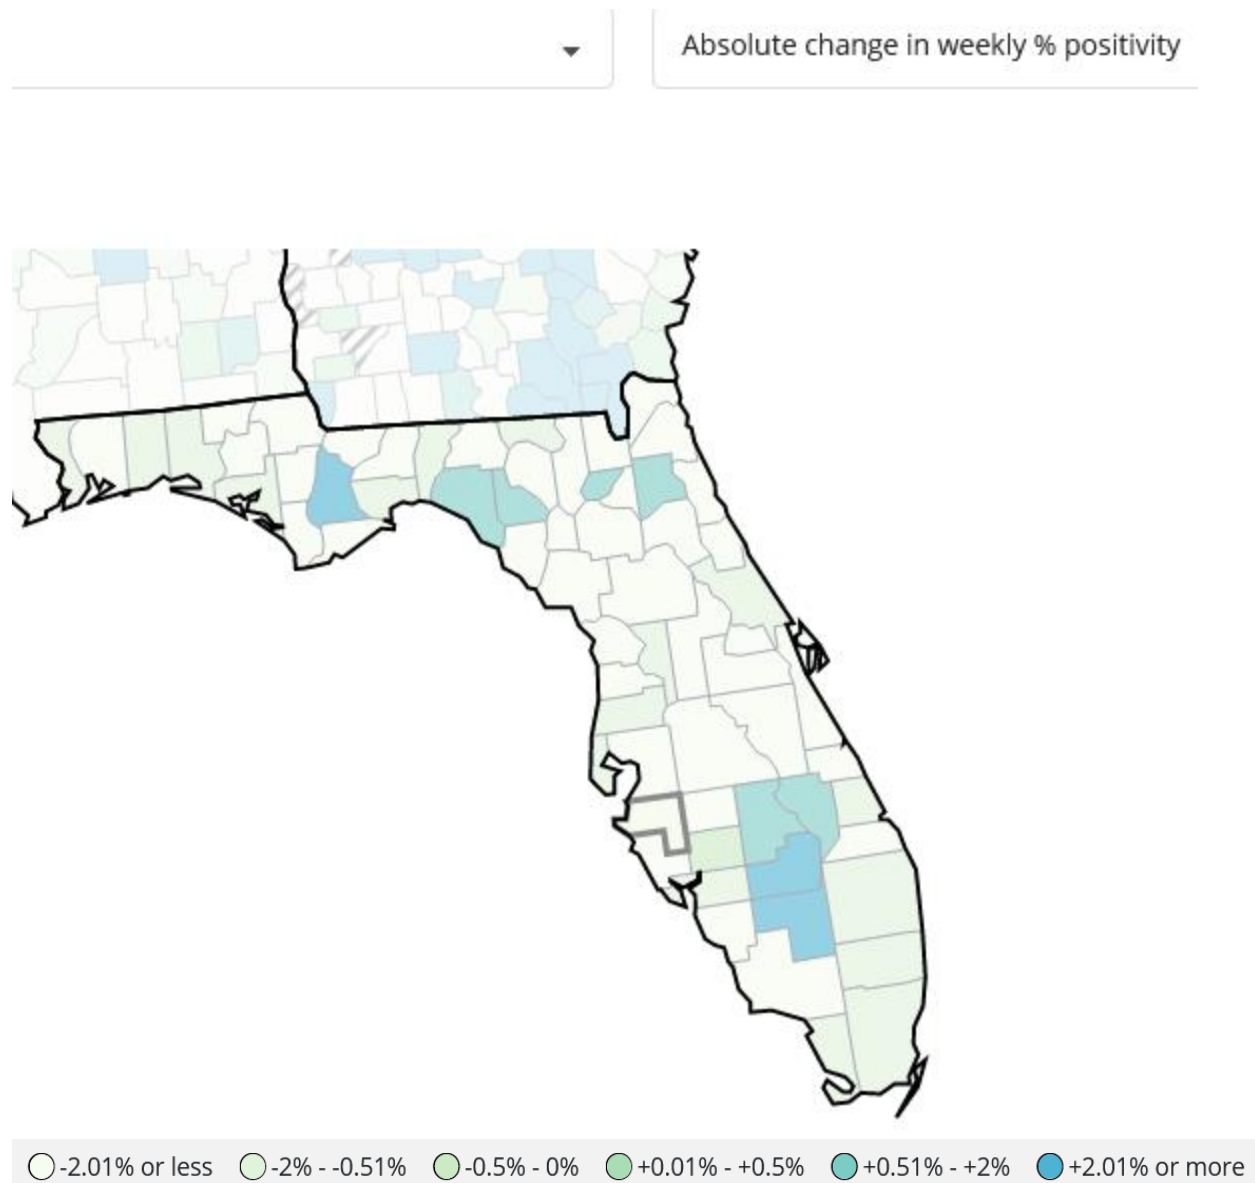 Absolute change in weekly % positivity
-2.01% or less -2% - -0.51% -0.5% - 0% +0.01% - +0.5% +0.51% - +2% +2.01% or more